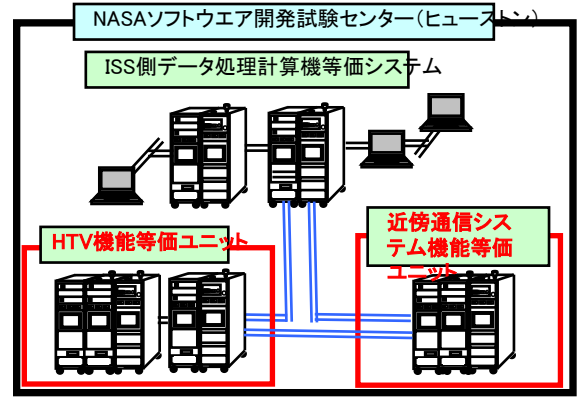 NASAソフトウエア開発試験センター(ヒューストン)
ISS側データ処理計算機等価システム
HTV機能等価ユニット
近傍通信シス
テム機能等価
ユニット